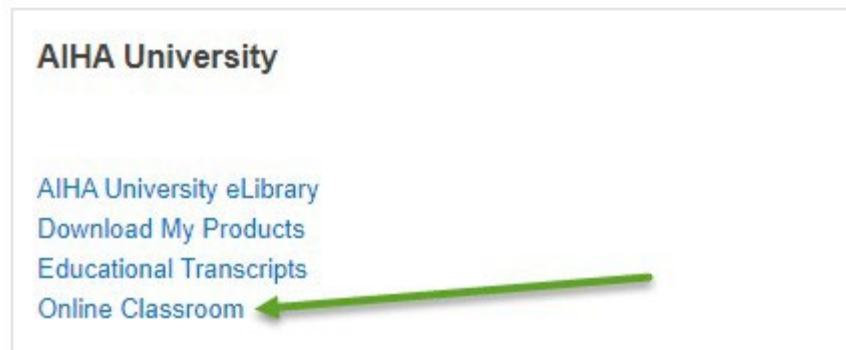 AIHA University
AIHA University eLibrary
Download My Products
Educational Transcripts
Online Classroom